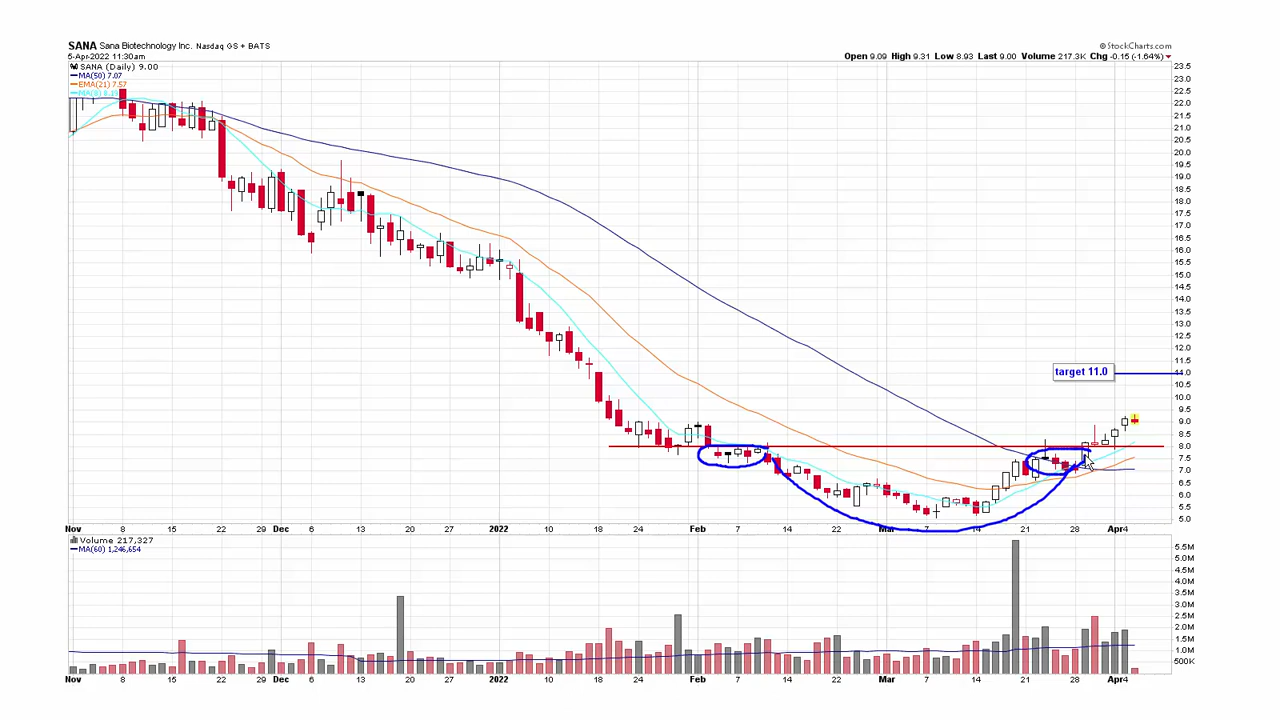 SANA Sana Biotechnology Inc. Nasdaq GS + BATS
© StockCharts.com
5-Apr-2022 11:30am
Open 9.09 High 9.31 Low 8.93 Last 9.00 Volume 217.3K Chg -0.15 (-1.64%)
SANA (Daily) 9.00
MA(50) 7.07
EMA(21) 7.57
23.5
23.0
22.5
22.0
21.5
21.0
20.5
20.0
19.5
19.0
18.5
18.0
17.5
17.0
16.5
16.0
15.5
15.0
14.5
14.0
13.5
13.0
12.5
12.0
11.5
target 11.0
11.0
10.5
10.0
9.5
9.0
8.5
8.0
7.5
7.0
6.5
6.0
5.5
5.0
Nov 8 15 22 29 Dec 6 13 20 27 2022 10 18 24 Feb 7 14 22 Mar 7 14 21 28 Apr 4
Volume 217,327
MA(60) 1,246,654
5.5M
5.0M
4.5M
4.0M
3.5M
3.0M
2.5M
2.0M
1.5M
1.0M
500K
Nov 8 15 22 29 Dec 6 13 20 27 2022 10 18 24 Feb 7 14 22 Mar 7 14 21 28 Apr 4